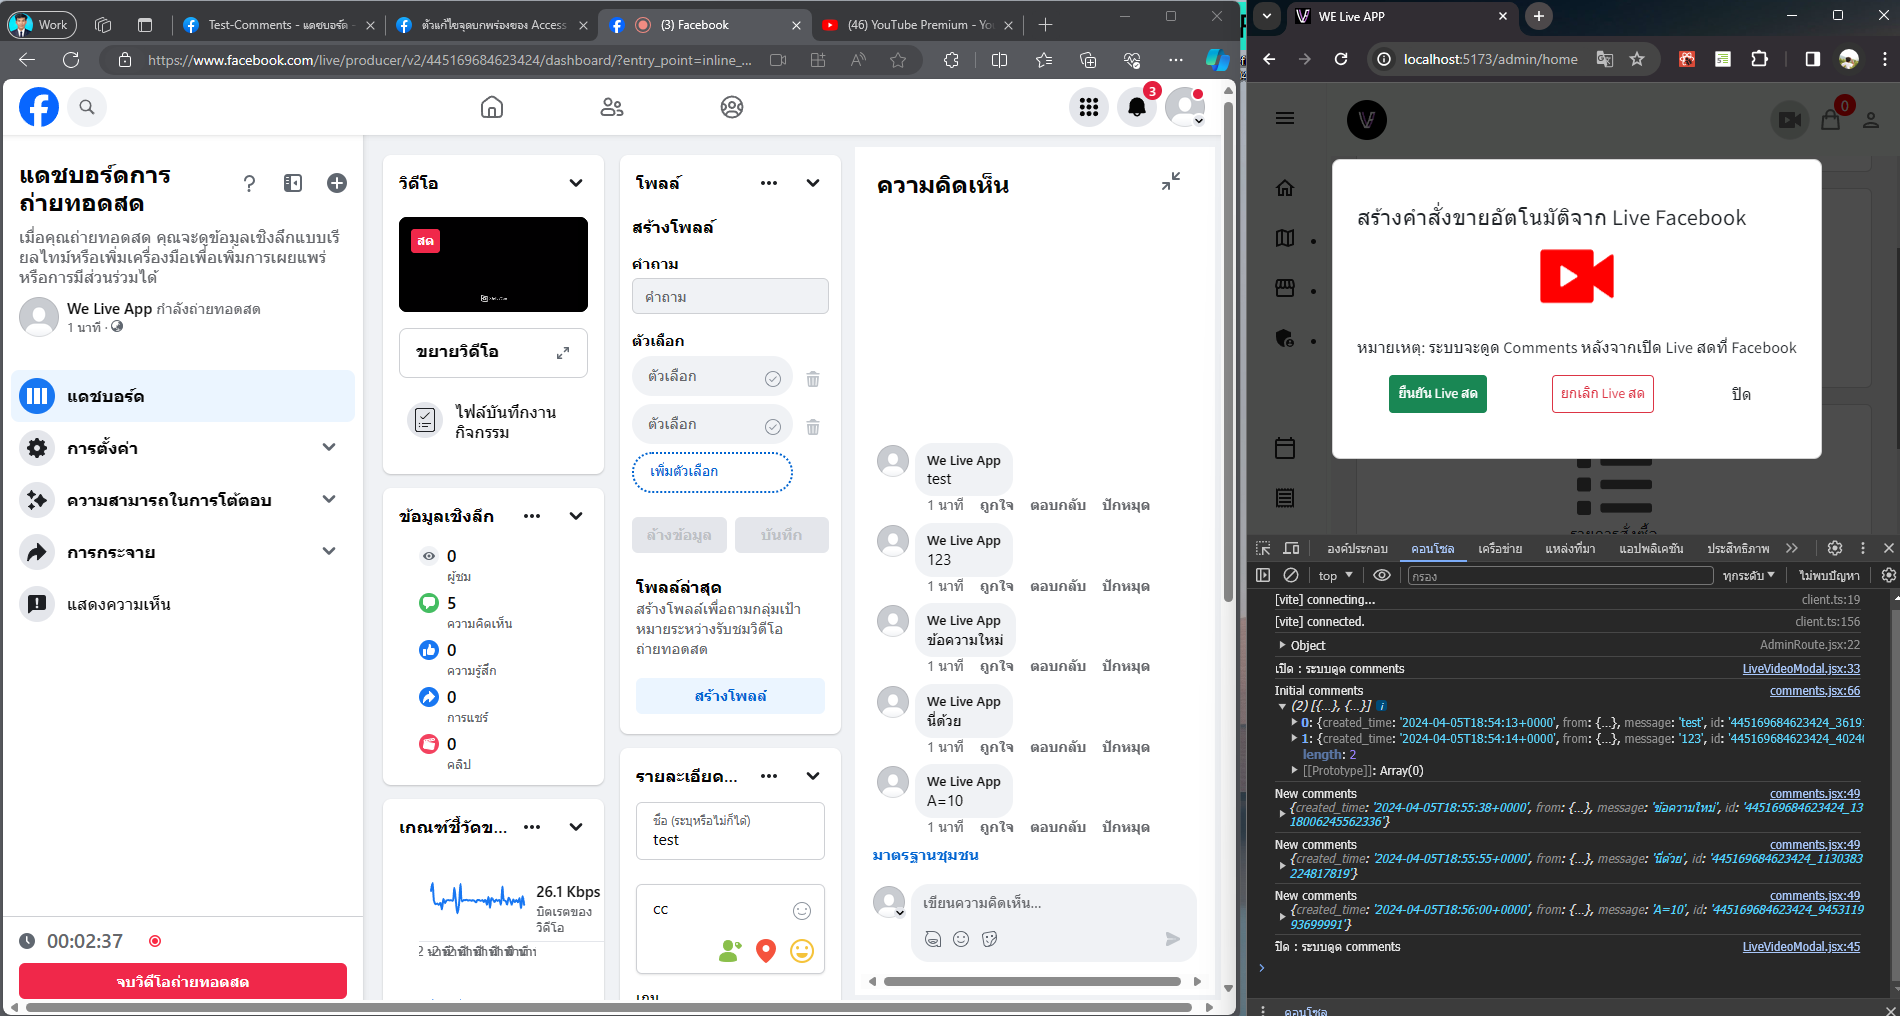 Work
Test-Comments - แดชบอร์ด -
ตัวแก้ไขจุดบกพร่องของ Access
(3) Facebook
(46) YouTube Premium - Yo
https://www.facebook.com/live/producer/v2/445169684623424/dashboard/?entry_point=inline_...
3
แดชบอร์ดการ
ถ่ายทอดสด
เมื่อคุณถ่ายทอดสด คุณจะดูข้อมูลเชิงลึกแบบเรี
ยลไทม์หรือเพิ่มเครื่องมือเพื่อเพิ่มการเผยแพร่
หรือการมีส่วนร่วมได้
We Live App กำลังถ่ายทอดสด
1 นาที ·
แดชบอร์ด
การตั้งค่า
ความสามารถในการโต้ตอบ
การกระจาย
แสดงความเห็น
00:02:37
จบวิดีโอถ่ายทอดสด
วิดีโอ
สด
ขยายวิดีโอ
ไฟล์บันทึกงาน
กิจกรรม
ข้อมูลเชิงลึก
0
ผู้ชม
5
ความคิดเห็น
0
ความรู้สึก
0
การแชร์
0
คลิป
เกณฑ์ชี้วัดข...
26.1 Kbps
บิตเรตของ
วิดีโอ
โพลล์
สร้างโพลล์
คำถาม
คำถาม
ตัวเลือก
ตัวเลือก
ตัวเลือก
เพิ่มตัวเลือก
ล้างข้อมูล
บันทึก
โพลล์ล่าสุด
สร้างโพลล์เพื่อถามกลุ่มเป้า
หมายระหว่างรับชมวิดีโอ
ถ่ายทอดสด
สร้างโพลล์
รายละเอียด...
ชื่อ (ระบุหรือไม่ก็ได้)
test
cc
เกม
ความคิดเห็น
We Live App
test
1 นาที ถูกใจ ตอบกลับ ปักหมุด
We Live App
123
1 นาที ถูกใจ ตอบกลับ ปักหมุด
We Live App
ข้อความใหม่
1 นาที ถูกใจ ตอบกลับ ปักหมุด
We Live App
นี่ด้วย
1 นาที ถูกใจ ตอบกลับ ปักหมุด
We Live App
A=10
1 นาที ถูกใจ ตอบกลับ ปักหมุด
มาตรฐานชุมชน
เขียนความคิดเห็น...
WE Live APP
localhost:5173/admin/home
0
สร้างคำสั่งขายอัตโนมัติจาก Live Facebook
หมายเหตุ: ระบบจะดูด Comments หลังจากเปิด Live สดที่ Facebook
ยืนยัน Live สด
ยกเลิก Live สด
ปิด
รายการสั่งซื้อ
องค์ประกอบ คอนโซล เครือข่าย แหล่งที่มา แอปพลิเคชัน ประสิทธิภาพ
top
กรอง
ทุกระดับ
ไม่พบปัญหา
[vite] connecting... client.ts:19
[vite] connected. client.ts:156
Object AdminRoute.jsx:22
เปิด : ระบบดูด comments LiveVideoModal.jsx:33
Initial comments comments.jsx:66
(2) [{…}, {…}]
0: {created_time: '2024-04-05T18:54:13+0000', from: {…}, message: 'test', id: '445169684623424_36191
1: {created_time: '2024-04-05T18:54:14+0000', from: {…}, message: '123', id: '445169684623424_40240
length: 2
[[Prototype]]: Array(0)
New comments comments.jsx:49
{created_time: '2024-04-05T18:55:38+0000', from: {…}, message: 'ข้อความใหม่', id: '445169684623424_13
18006245562336'}
New comments comments.jsx:49
{created_time: '2024-04-05T18:55:55+0000', from: {…}, message: 'นี่ด้วย', id: '445169684623424_1130383
224817819'}
New comments comments.jsx:49
{created_time: '2024-04-05T18:56:00+0000', from: {…}, message: 'A=10', id: '445169684623424_9453119
93699991'}
ปิด : ระบบดูด comments LiveVideoModal.jsx:45
คอนโซล